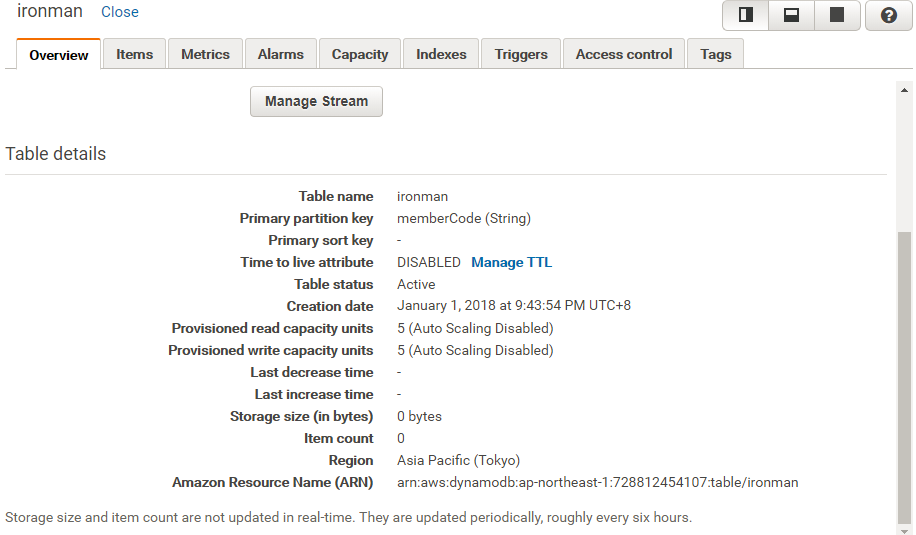 ironman Close
?
Overview Items Metrics Alarms Capacity Indexes Triggers Access control Tags
Manage Stream
Table details
Table name ironman
Primary partition key memberCode (String)
Primary sort key -
Time to live attribute DISABLED Manage TTL
Table status Active
Creation date January 1, 2018 at 9:43:54 PM UTC+8
Provisioned read capacity units 5 (Auto Scaling Disabled)
Provisioned write capacity units 5 (Auto Scaling Disabled)
Last decrease time -
Last increase time -
Storage size (in bytes) 0 bytes
Item count 0
Region Asia Pacific (Tokyo)
Amazon Resource Name (ARN) arn:aws:dynamodb:ap-northeast-1:728812454107:table/ironman
Storage size and item count are not updated in real-time. They are updated periodically, roughly every six hours.